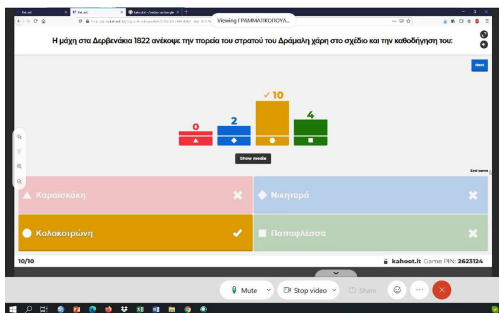 Viewing ΓΡΑΜΜΑΤΙΚΟΠΟΥΛ...
Η μάχη στα Δερβενάκια 1822 ανέκοψε την πορεία του στρατού του Δράμαλη χάρη στο σχέδιο και την καθοδήγηση του:
Next
0
2
✓ 10
4
Show media
End game
Καραϊσκάκη
Νικηταρά
Κολοκοτρώνη
Παπαφλέσσα
10/10
kahoot.it Game PIN: 2623124
Mute
Stop video
Share